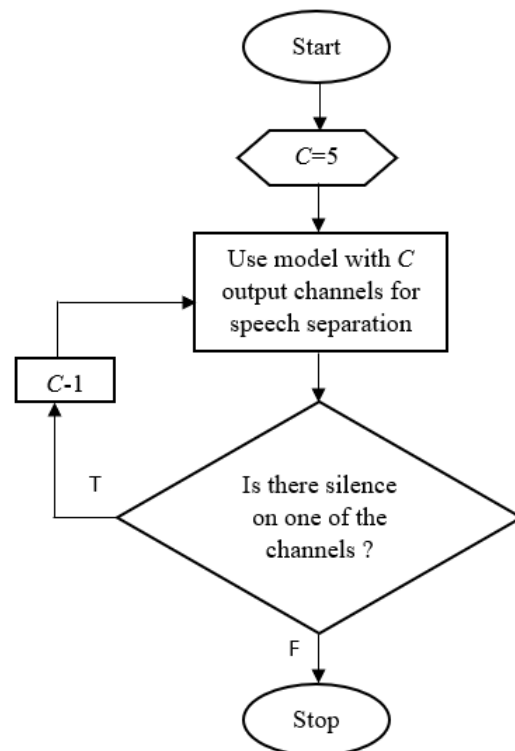 Start
C=5
Use model with C
output channels for
speech separation
C-1
T
Is there silence
on one of the
channels ?
F
Stop